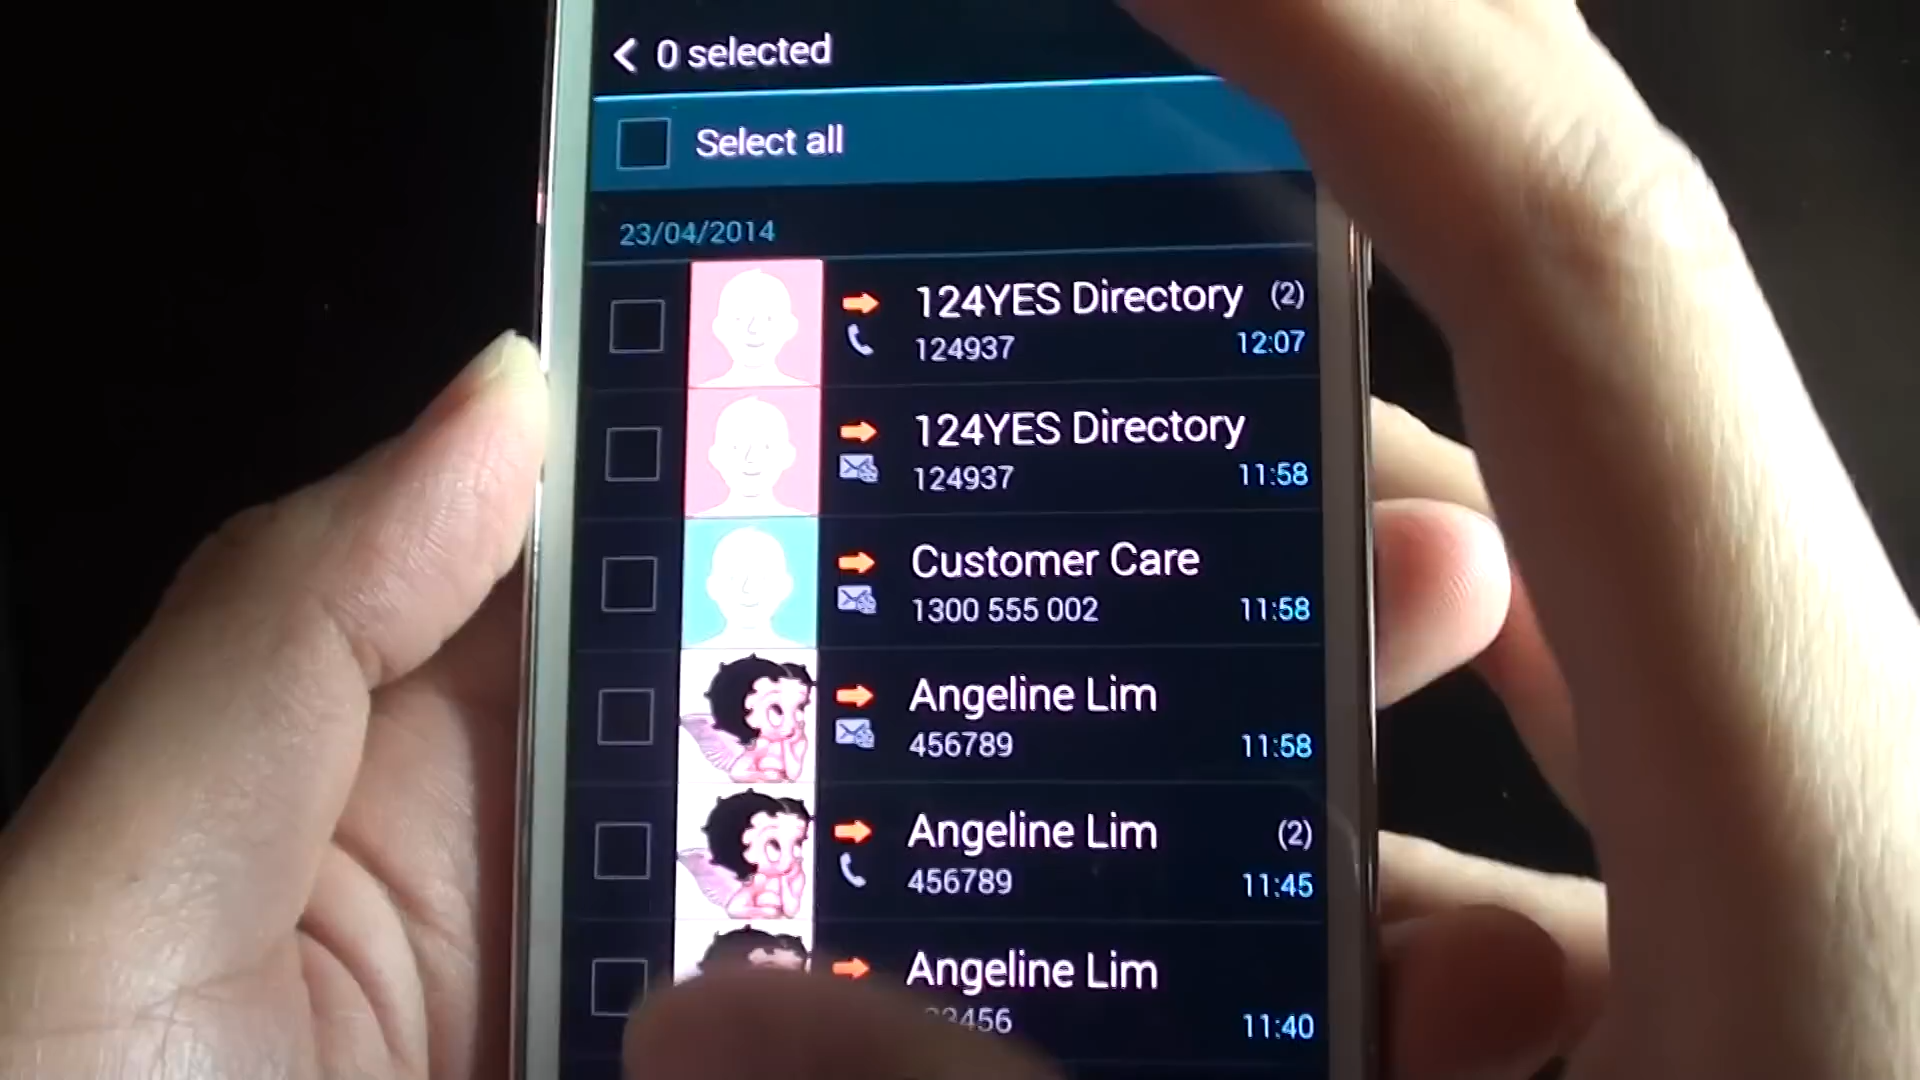 0 selected
Select all
23/04/2014
124YES Directory (2)
124937 12:07
124YES Directory
124937 11:58
Customer Care
1300 555 002 11:58
Angeline Lim
456789 11:58
Angeline Lim (2)
456789 11:45
Angeline Lim
11:40